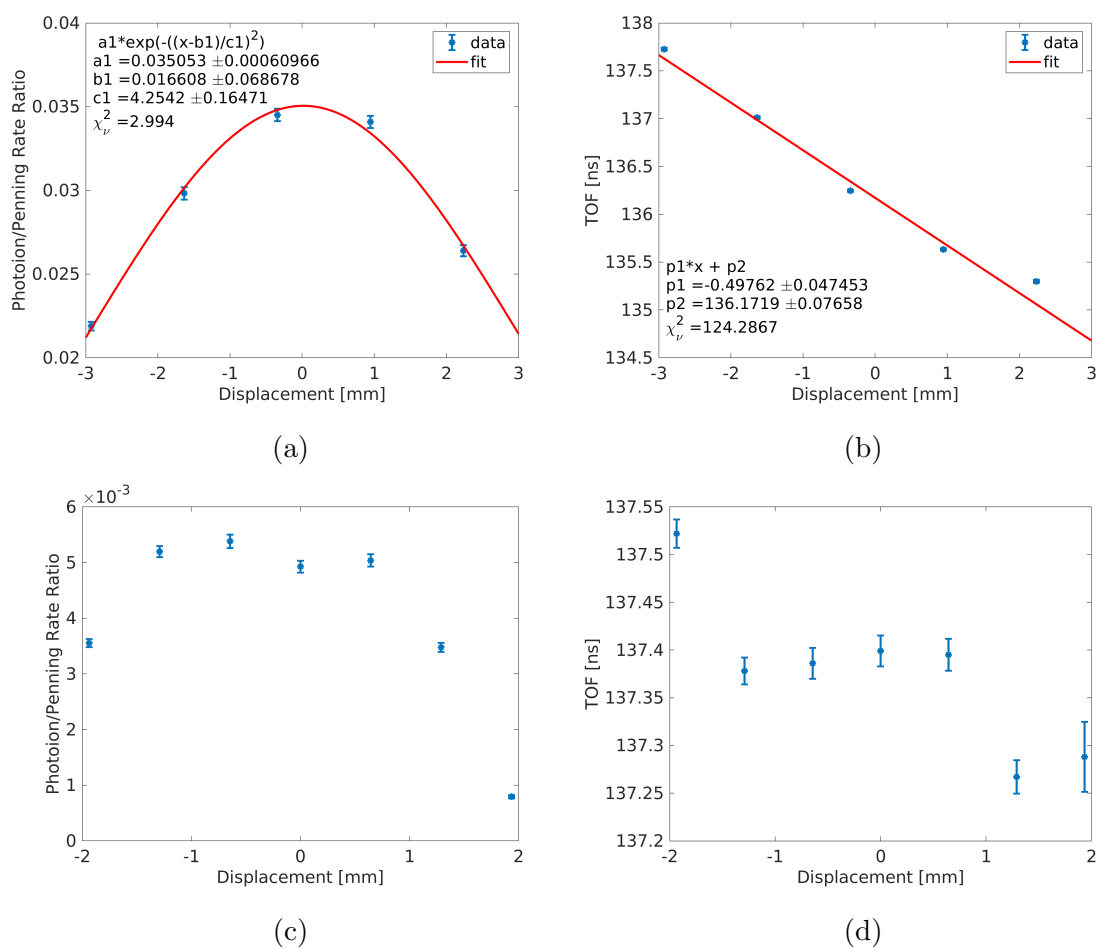 0.04
0.035
0.03
0.025
0.02
Photoion/Penning Rate Ratio
a1*exp(-((x-b1)/c1)²)
a1 =0.035053 ±0.00060966
b1 =0.016608 ±0.068678
c1 =4.2542 ±0.16471
χ²ᵥ =2.994
data
fit
-3 -2 -1 0 1 2 3
Displacement [mm]
(a)
138
137.5
137
136.5
136
135.5
135
134.5
TOF [ns]
data
fit
p1*x + p2
p1 =-0.49762 ±0.047453
p2 =136.1719 ±0.07658
χ²ᵥ =124.2867
-3 -2 -1 0 1 2 3
Displacement [mm]
(b)
×10⁻³
6
5
4
3
2
1
0
Photoion/Penning Rate Ratio
-2 -1 0 1 2
Displacement [mm]
(c)
137.55
137.5
137.45
137.4
137.35
137.3
137.25
137.2
TOF [ns]
-2 -1 0 1 2
Displacement [mm]
(d)